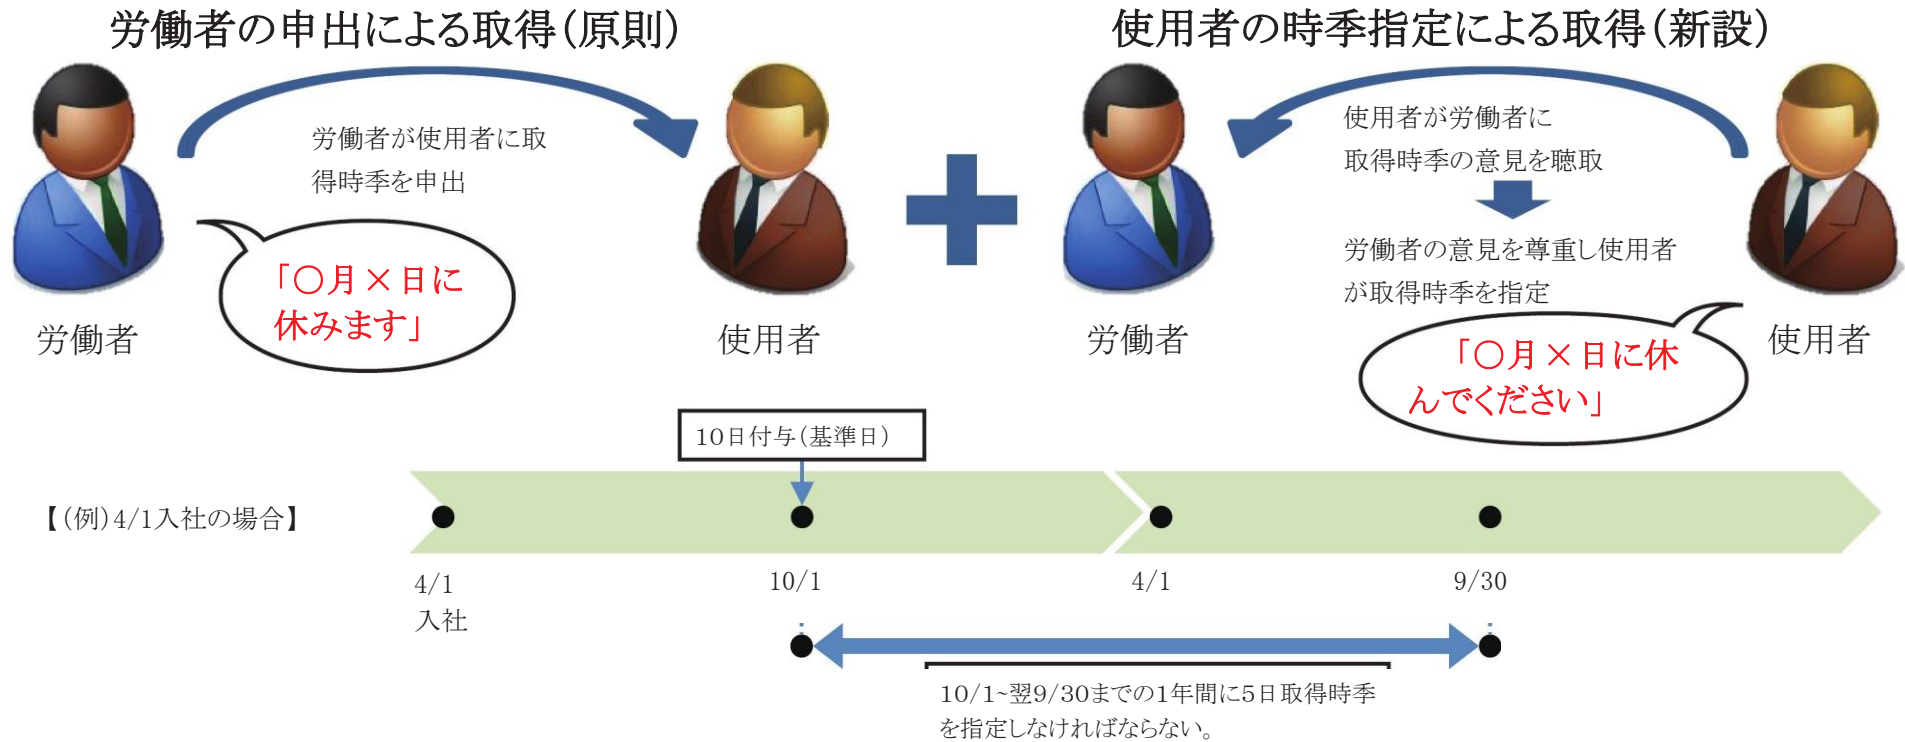 労働者の申出による取得(原則)
使用者の時季指定による取得(新設)
労働者が使用者に取
得時季を申出
「〇月×日に
休みます」
労働者
使用者
使用者が労働者に
取得時季の意見を聴取
労働者の意見を尊重し使用者
が取得時季を指定
「〇月×日に休
んでください」
労働者
使用者
10日付与(基準日)
【(例)4/1入社の場合】
4/1
入社
10/1
4/1
9/30
10/1~翌9/30までの1年間に5日取得時季
を指定しなければならない。